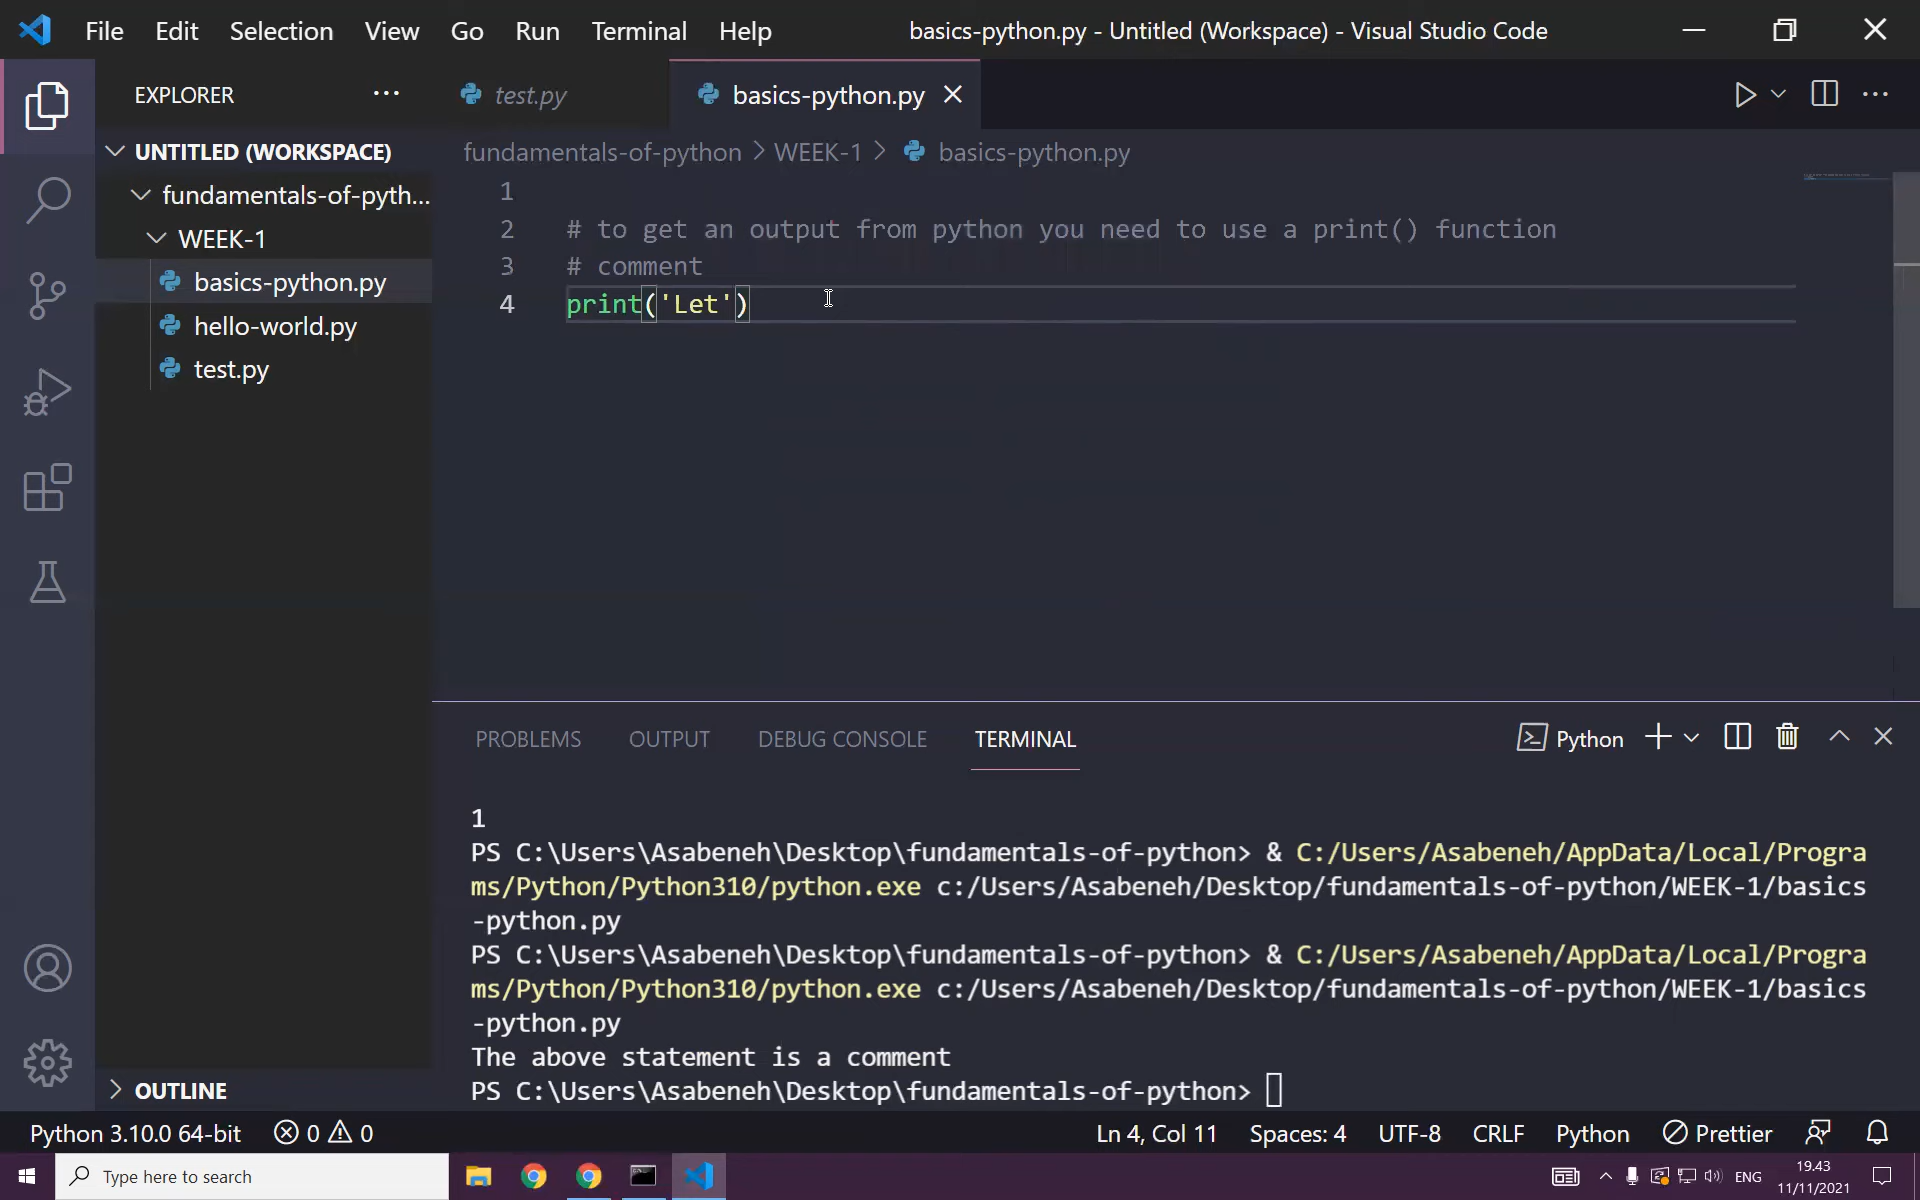 File Edit Selection View Go Run Terminal Help basics-python.py - Untitled (Workspace) - Visual Studio Code
EXPLORER
test.py
basics-python.py
UNTITLED (WORKSPACE)
fundamentals-of-pyth...
WEEK-1
basics-python.py
hello-world.py
test.py
fundamentals-of-python > WEEK-1 > basics-python.py
1
2 # to get an output from python you need to use a print() function
3 # comment
4 print('Let')
PROBLEMS OUTPUT DEBUG CONSOLE TERMINAL Python
1
PS C:\Users\Asabeneh\Desktop\fundamentals-of-python> & C:/Users/Asabeneh/AppData/Local/Progra
ms/Python/Python310/python.exe c:/Users/Asabeneh/Desktop/fundamentals-of-python/WEEK-1/basics
-python.py
PS C:\Users\Asabeneh\Desktop\fundamentals-of-python> & C:/Users/Asabeneh/AppData/Local/Progra
ms/Python/Python310/python.exe c:/Users/Asabeneh/Desktop/fundamentals-of-python/WEEK-1/basics
-python.py
The above statement is a comment
PS C:\Users\Asabeneh\Desktop\fundamentals-of-python>
OUTLINE
Python 3.10.0 64-bit 0 0 Ln 4, Col 11 Spaces: 4 UTF-8 CRLF Python Prettier
Type here to search
ENG
19.43
11/11/2021